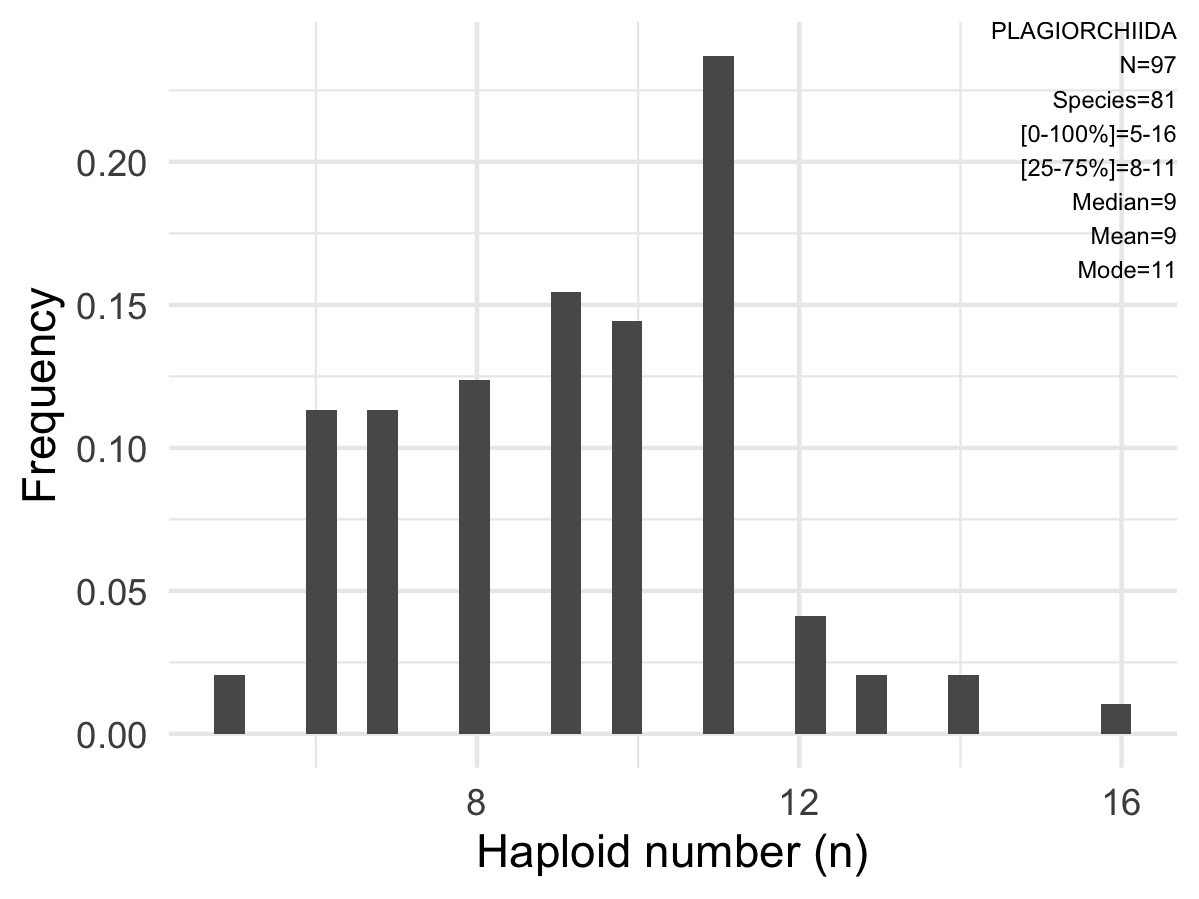 PLAGIORCHIIDA
N=97
Species=81
[0-100%]=5-16
[25-75%]=8-11
Median=9
Mean=9
Mode=11
Frequency
0.20
0.15
0.10
0.05
0.00
8 12 16
Haploid number (n)